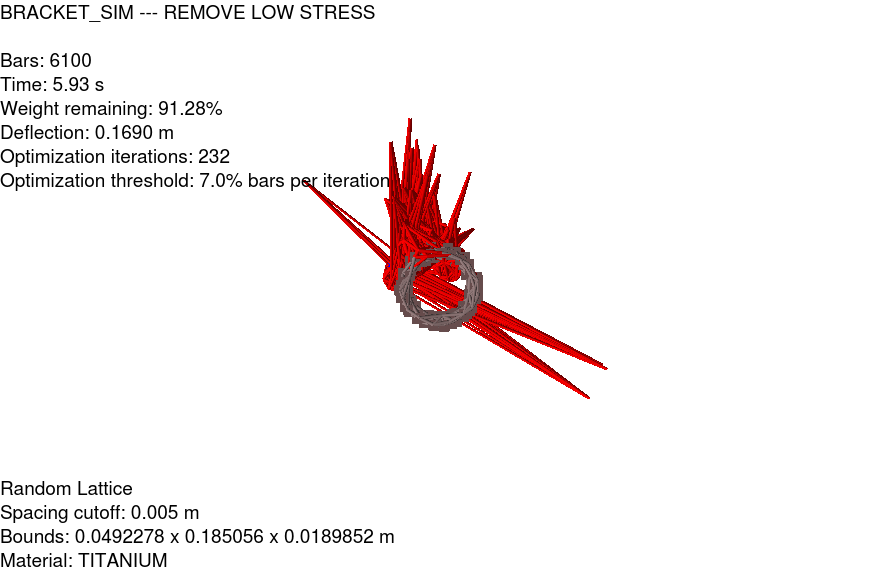 BRACKET_SIM --- REMOVE LOW STRESS
Bars: 6100
Time: 5.93 s
Weight remaining: 91.28%
Deflection: 0.1690 m
Optimization iterations: 232
Optimization threshold: 7.0% bars per iteration
Random Lattice
Spacing cutoff: 0.005 m
Bounds: 0.0492278 x 0.185056 x 0.0189852 m
Material: TITANIUM